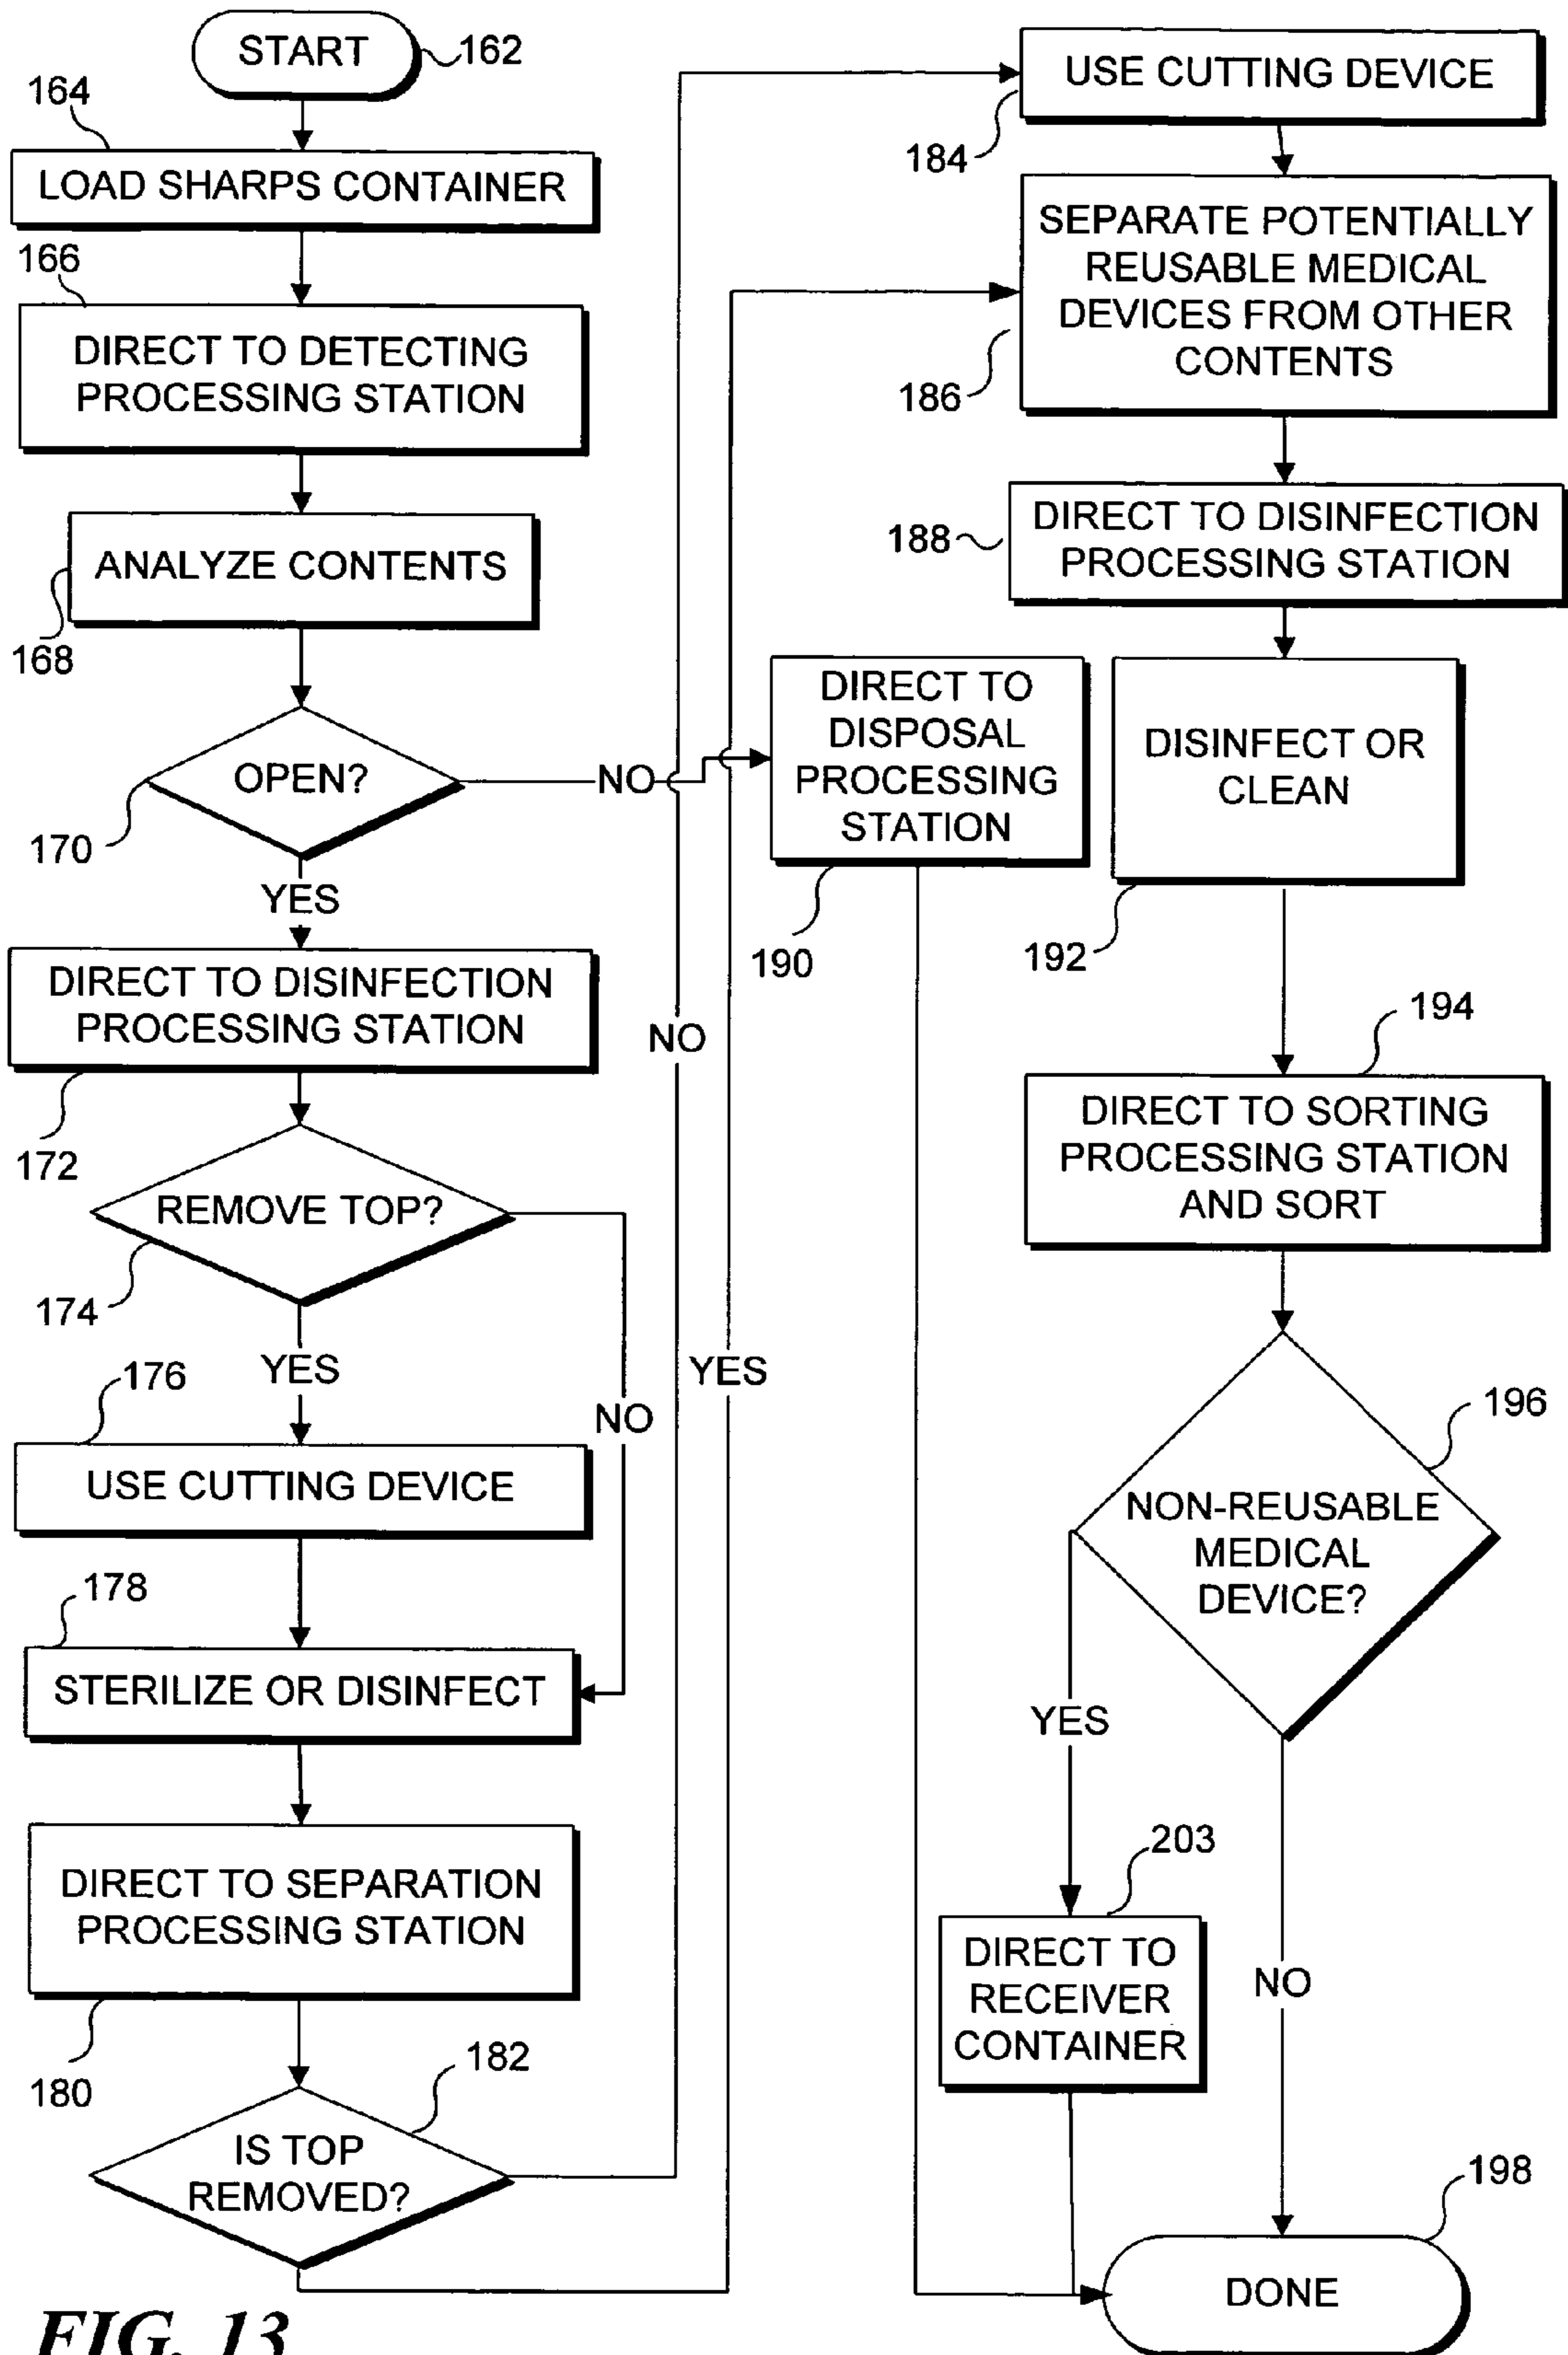 START
162
164
LOAD SHARPS CONTAINER
166
DIRECT TO DETECTING
PROCESSING STATION
ANALYZE CONTENTS
168
OPEN?
NO
170
YES
DIRECT TO DISINFECTION
PROCESSING STATION
172
REMOVE TOP?
174
YES
NO
176
USE CUTTING DEVICE
178
STERILIZE OR DISINFECT
DIRECT TO SEPARATION
PROCESSING STATION
180
182
IS TOP
REMOVED?
NO
YES
USE CUTTING DEVICE
184
SEPARATE POTENTIALLY
REUSABLE MEDICAL
DEVICES FROM OTHER
CONTENTS
186
DIRECT TO DISINFECTION
PROCESSING STATION
188
DIRECT TO
DISPOSAL
PROCESSING
STATION
190
DISINFECT OR
CLEAN
192
194
DIRECT TO SORTING
PROCESSING STATION
AND SORT
196
NON-REUSABLE
MEDICAL
DEVICE?
YES
203
DIRECT TO
RECEIVER
CONTAINER
NO
198
DONE
FIG. 13